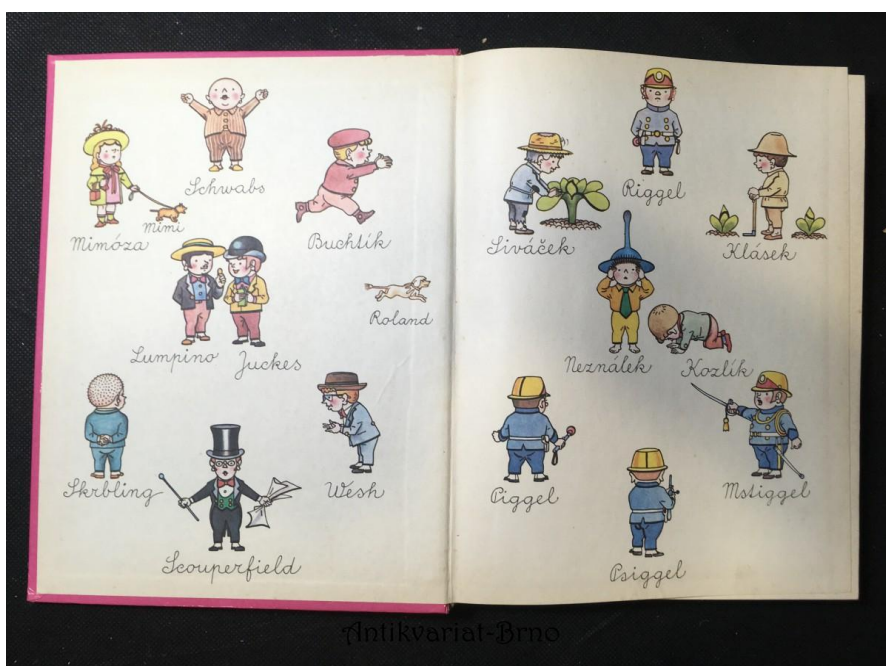 Schwabs
Mimi
Mimóza
Buchtík
Roland
Lumpino
Juckes
Skrbling
Wesh
Scouperfield
Riggel
Siváček
Klásek
Neználek
Kozlík
Piggel
Mstiggel
Psiggel
Antikvariat-Brno